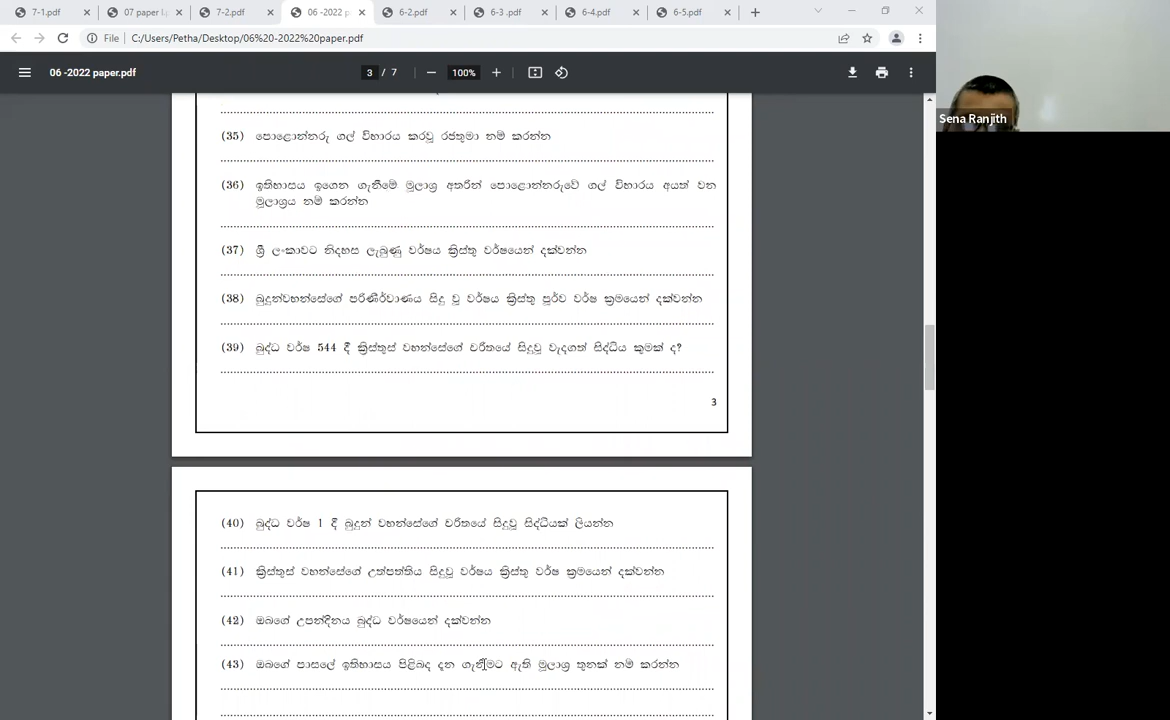 7-1.pdf
07 paper
7-2.pdf
06 -2022 p
6-2.pdf
6-3 .pdf
6-4.pdf
6-5.pdf
File
C:/Users/Petha/Desktop/06%20-2022%20paper.pdf
06 -2022 paper.pdf
3 / 7
100%
Sena Ranjith
(35) පොළොන්නරු ගල් විහාරය කරවූ රජතුමා නම් කරන්න
(36) ඉතිහාසය ඉගෙන ගැනීමේ මූලාශ්‍ර අතරින් පොළොන්නරුවේ ගල් විහාරය අයත් වන
මූලාශ්‍රය නම් කරන්න
(37) ශ්‍රී ලංකාවට නිදහස ලැබුණු වර්ෂය ක්‍රිස්තු වර්ෂයෙන් දක්වන්න
(38) බුදුන්වහන්සේගේ පරිණිර්වාණය සිදු වූ වර්ෂය ක්‍රිස්තු පූර්ව වර්ෂ ක්‍රමයෙන් දක්වන්න
(39) බුද්ධ වර්ෂ 544 දී ක්‍රිස්තුස් වහන්සේගේ චරිතයේ සිදුවූ වැදගත් සිද්ධිය කුමක් ද?
3
(40) බුද්ධ වර්ෂ 1 දී බුදුන් වහන්සේගේ චරිතයේ සිදුවූ සිද්ධියක් ලියන්න
(41) ක්‍රිස්තුස් වහන්සේගේ උත්පත්තිය සිදුවූ වර්ෂය ක්‍රිස්තු වර්ෂ ක්‍රමයෙන් දක්වන්න
(42) ඔබගේ උපන්දිනය බුද්ධ වර්ෂයෙන් දක්වන්න
(43) ඔබගේ පාසලේ ඉතිහාසය පිළිබද දැන ගැනීමට ඇති මූලාශ්‍ර තුනක් නම් කරන්න